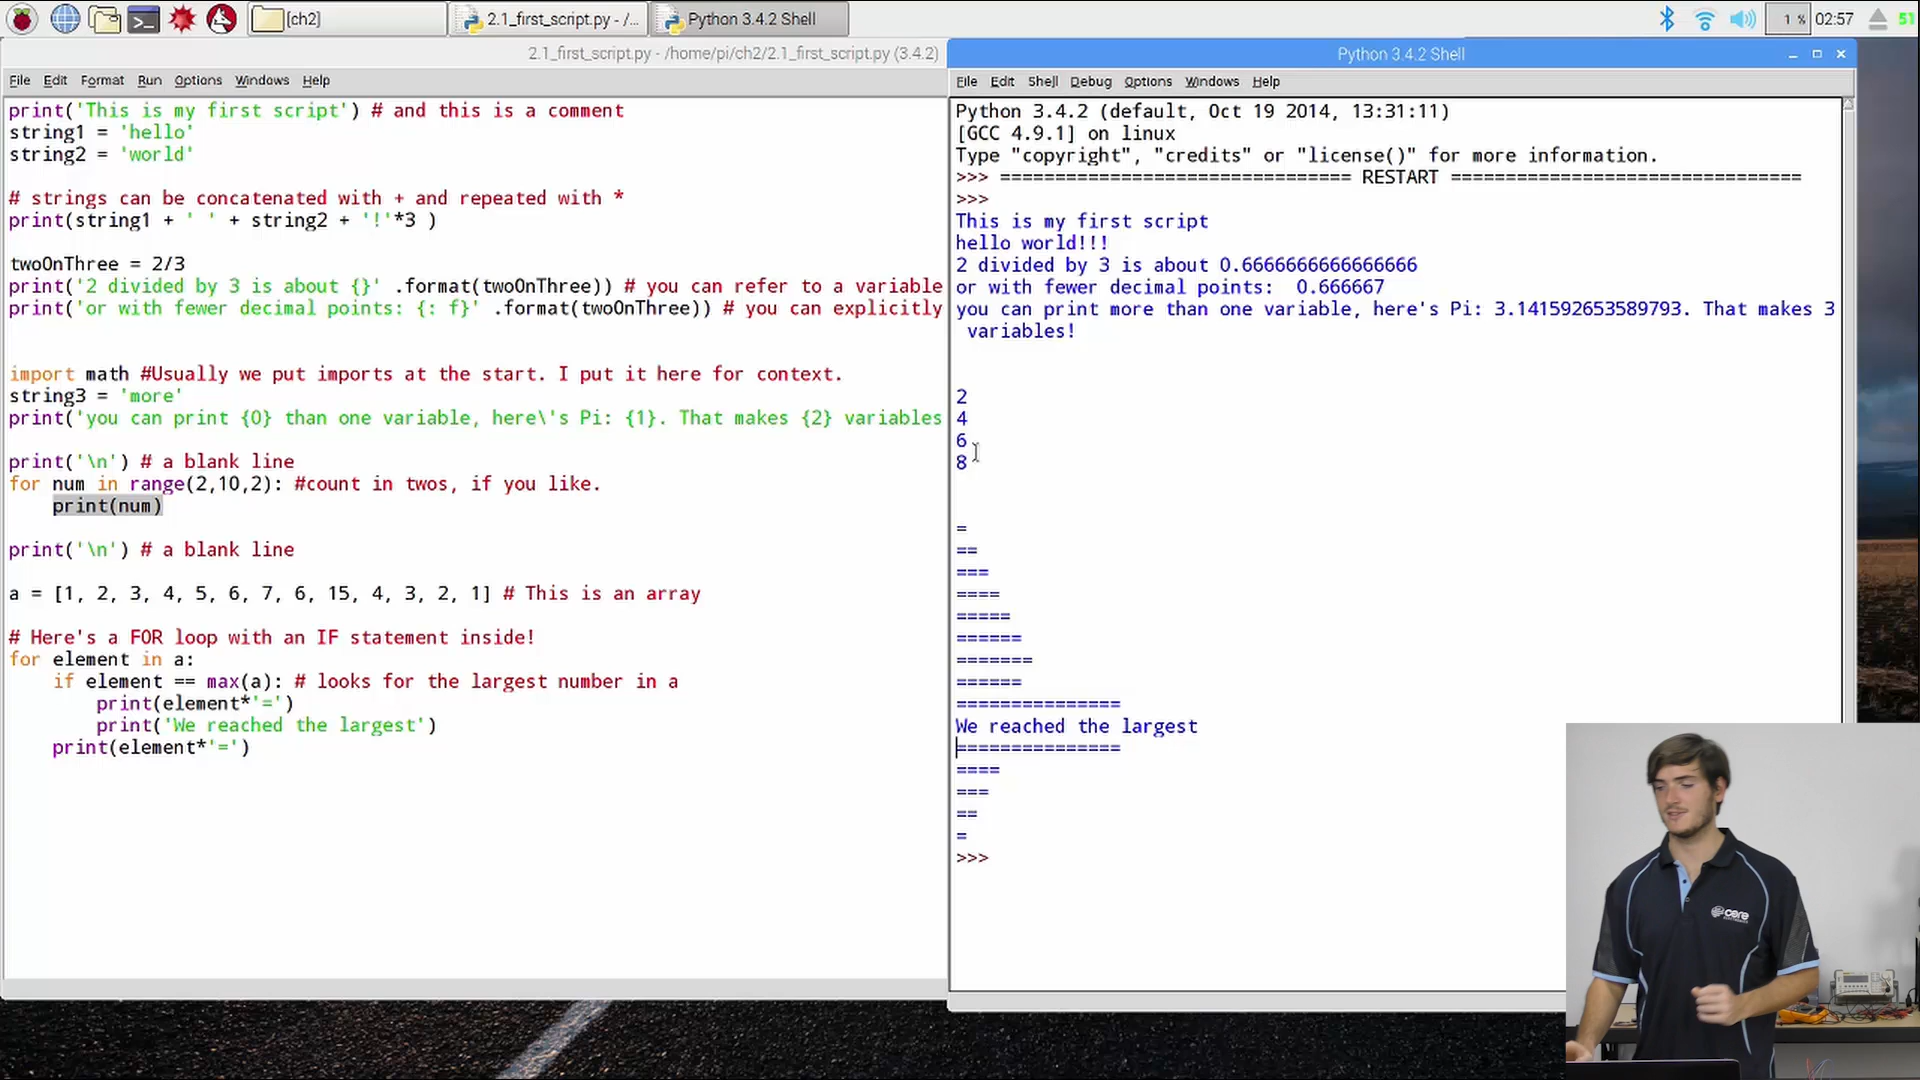 [ch2]
2.1_first_script.py - /...
Python 3.4.2 Shell
1 %
02:57
51
2.1_first_script.py - /home/pi/ch2/2.1_first_script.py (3.4.2)
File Edit Format Run Options Windows Help
print('This is my first script') # and this is a comment
string1 = 'hello'
string2 = 'world'
# strings can be concatenated with + and repeated with *
print(string1 + ' ' + string2 + '!'*3 )
twoOnThree = 2/3
print('2 divided by 3 is about {}' .format(twoOnThree)) # you can refer to a variable
print('or with fewer decimal points: {: f}' .format(twoOnThree)) # you can explicitly
import math #Usually we put imports at the start. I put it here for context.
string3 = 'more'
print('you can print {0} than one variable, here\'s Pi: {1}. That makes {2} variables
print('\n') # a blank line
for num in range(2,10,2): #count in twos, if you like.
    print(num)
print('\n') # a blank line
a = [1, 2, 3, 4, 5, 6, 7, 6, 15, 4, 3, 2, 1] # This is an array
# Here's a FOR loop with an IF statement inside!
for element in a:
    if element == max(a): # looks for the largest number in a
        print(element*'=')
        print('We reached the largest')
    print(element*'=')
Python 3.4.2 Shell
File Edit Shell Debug Options Windows Help
Python 3.4.2 (default, Oct 19 2014, 13:31:11)
[GCC 4.9.1] on linux
Type "copyright", "credits" or "license()" for more information.
>>> ================================ RESTART ================================
>>>
This is my first script
hello world!!!
2 divided by 3 is about 0.6666666666666666
or with fewer decimal points:  0.666667
you can print more than one variable, here's Pi: 3.141592653589793. That makes 3
 variables!
2
4
6
8
=
==
===
====
=====
======
=======
======
===============
We reached the largest
===============
====
===
==
=
>>>
core